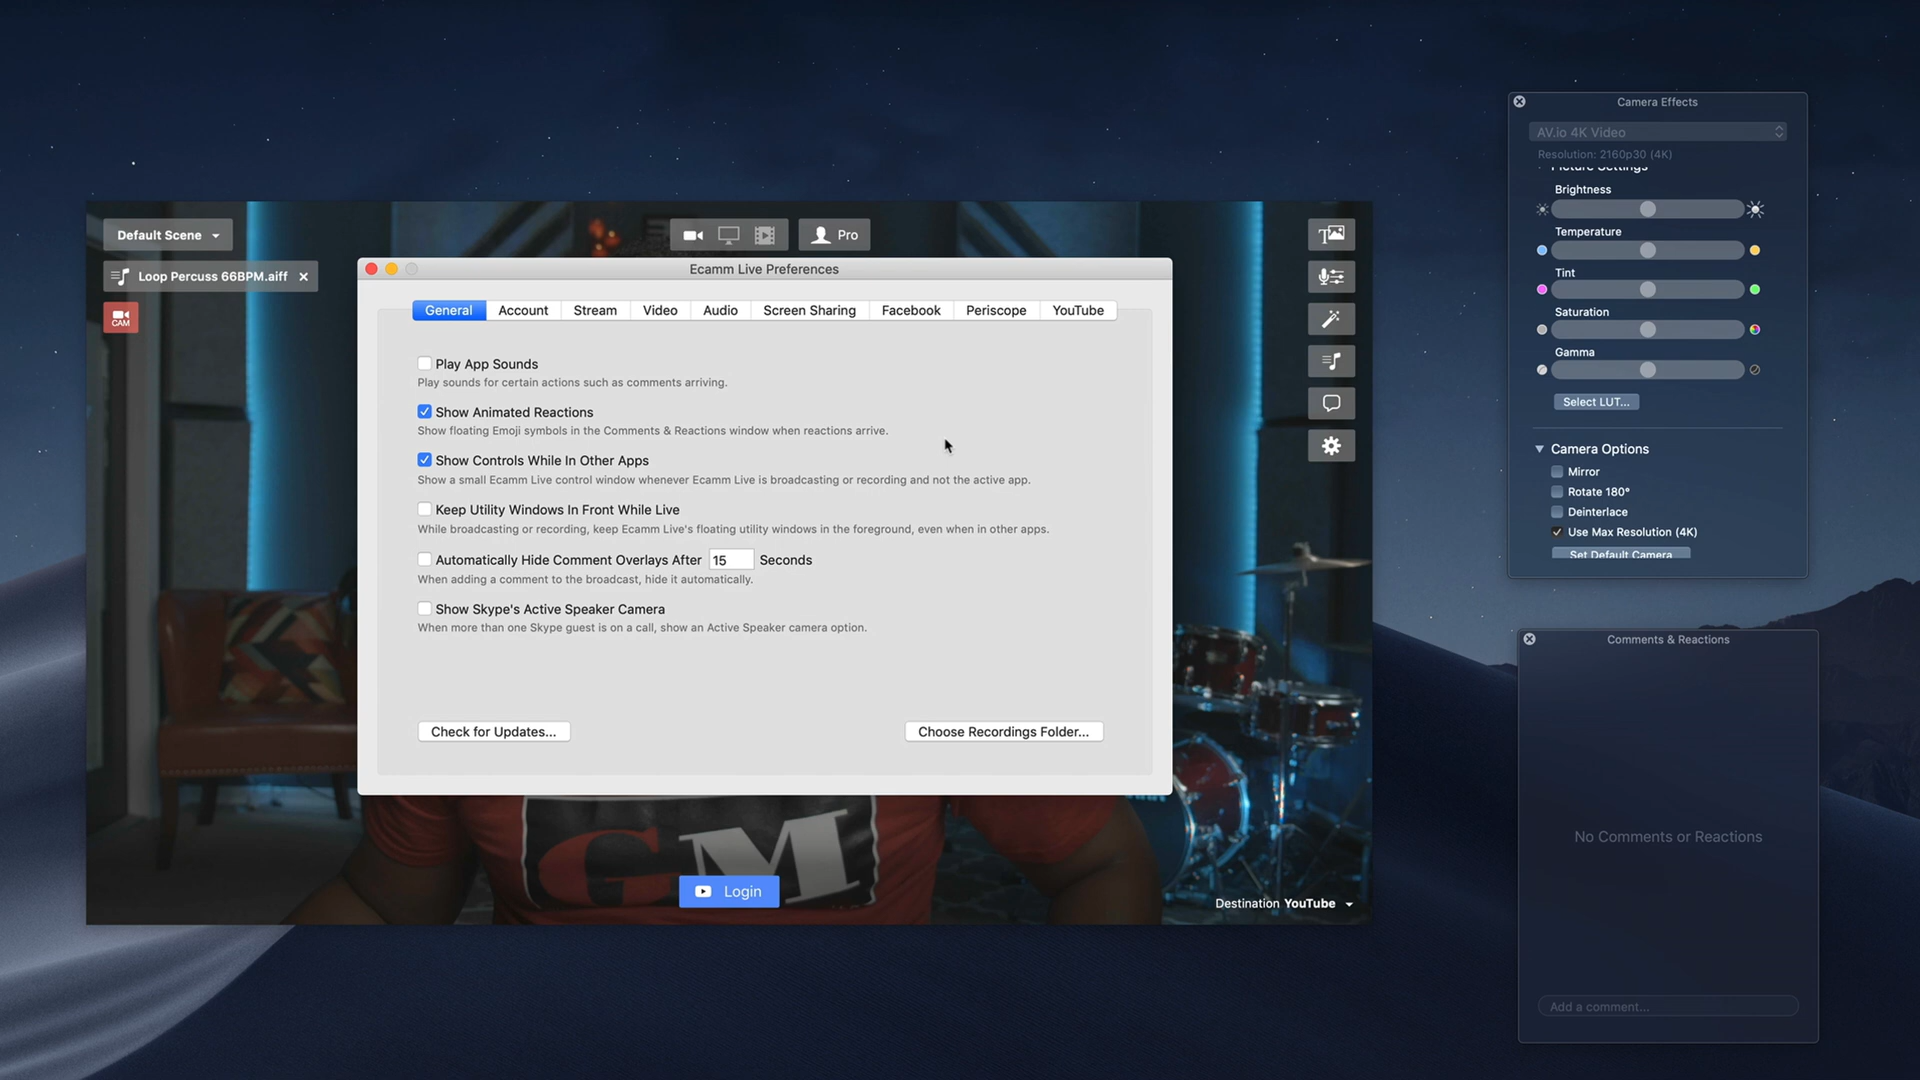 Camera Effects
AV.io 4K Video
Resolution: 2160p30 (4K)
Picture Settings
Brightness
Temperature
Tint
Saturation
Gamma
Select LUT...
Camera Options
Mirror
Rotate 180°
Deinterlace
Use Max Resolution (4K)
Set Default Camera
Default Scene
Pro
Loop Percuss 66BPM.aiff
CAM
Ecamm Live Preferences
General Account Stream Video Audio Screen Sharing Facebook Periscope YouTube
Play App Sounds
Play sounds for certain actions such as comments arriving.
Show Animated Reactions
Show floating Emoji symbols in the Comments & Reactions window when reactions arrive.
Show Controls While In Other Apps
Show a small Ecamm Live control window whenever Ecamm Live is broadcasting or recording and not the active app.
Keep Utility Windows In Front While Live
While broadcasting or recording, keep Ecamm Live's floating utility windows in the foreground, even when in other apps.
Automatically Hide Comment Overlays After 15 Seconds
When adding a comment to the broadcast, hide it automatically.
Show Skype's Active Speaker Camera
When more than one Skype guest is on a call, show an Active Speaker camera option.
Check for Updates...
Choose Recordings Folder...
GM
Login
Destination YouTube
Comments & Reactions
No Comments or Reactions
Add a comment...